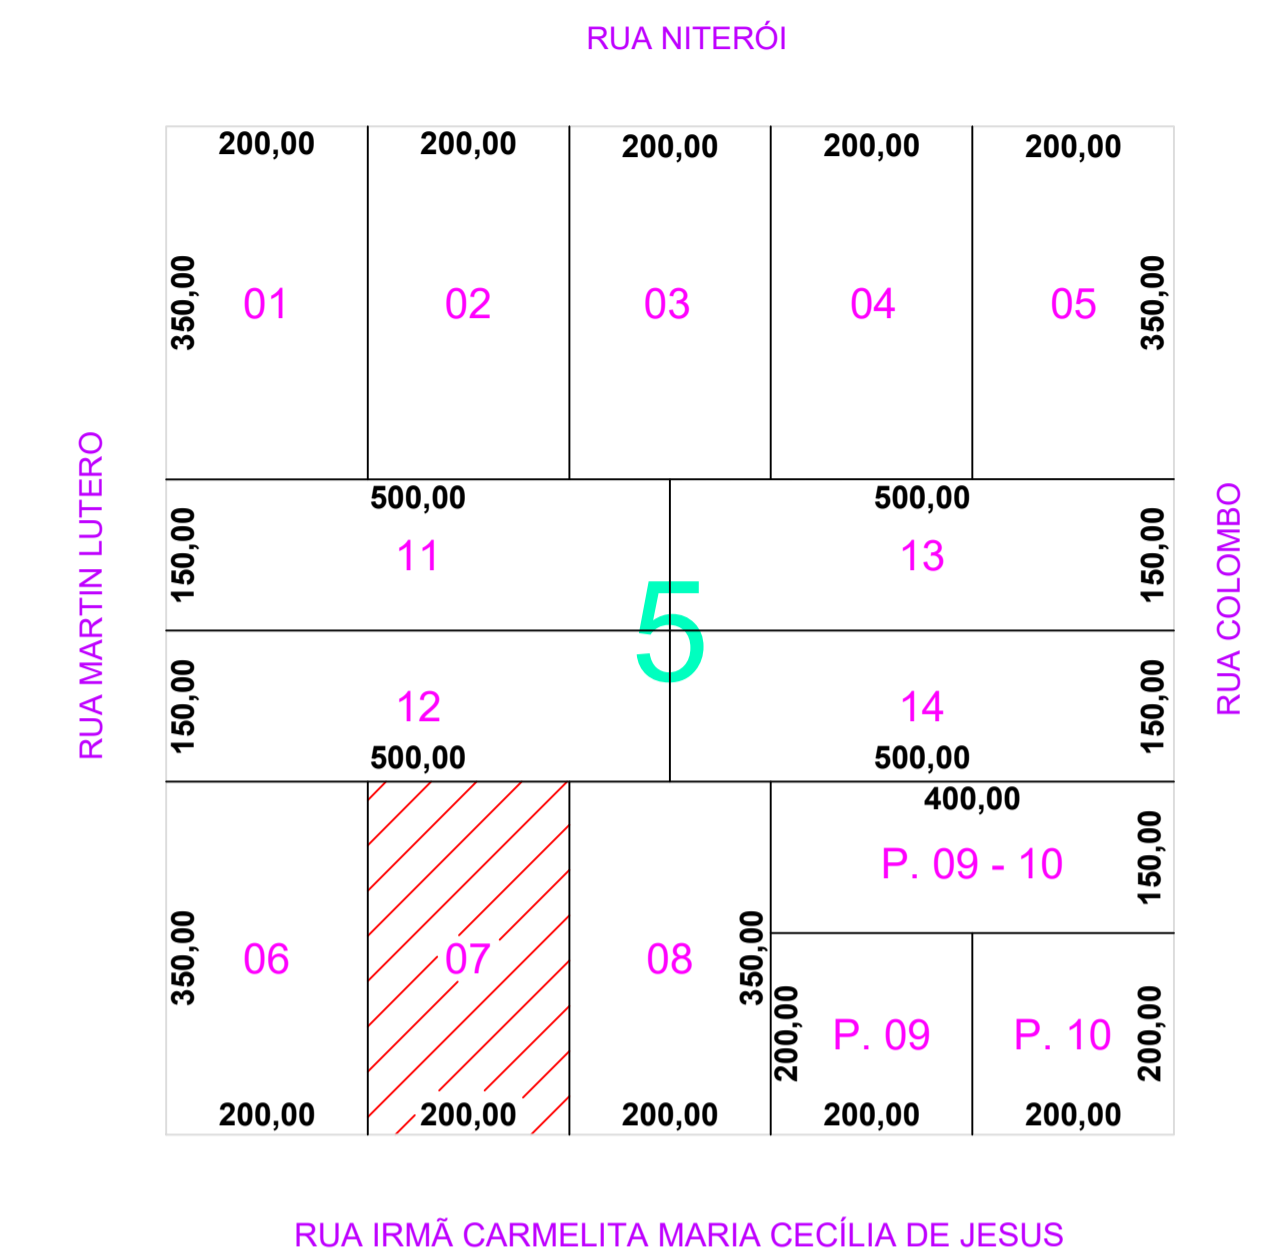 RUA NITERÓI
200,00 200,00 200,00 200,00 200,00
350,00 01 02 03 04 05 350,00
RUA MARTIN LUTERO
RUA COLOMBO
500,00 500,00
150,00 11 13 150,00
5
150,00 12 14 150,00
500,00 500,00
400,00
P. 09 - 10 150,00
350,00 06 07 08 350,00
200,00 P. 09 P. 10 200,00
200,00 200,00 200,00 200,00 200,00
RUA IRMÃ CARMELITA MARIA CECÍLIA DE JESUS